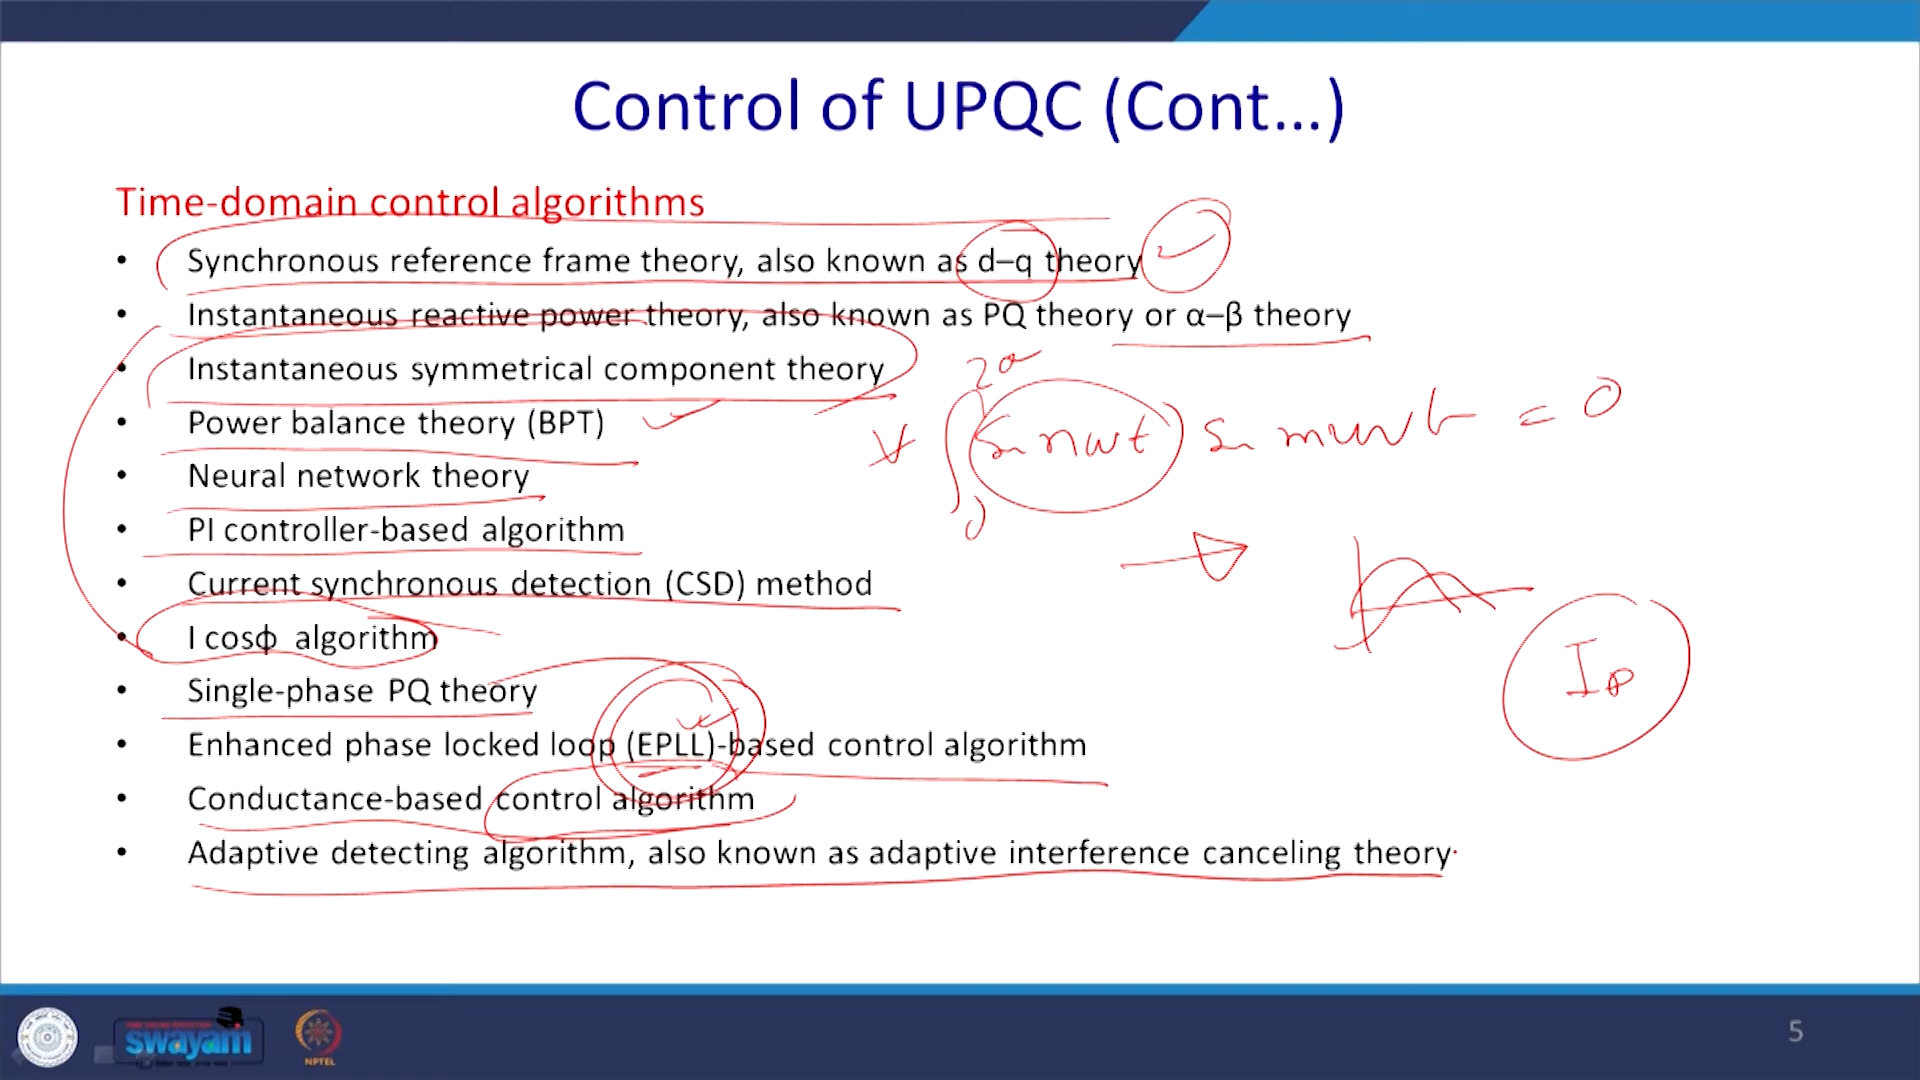 Control of UPQC (Cont...)
Time-domain control algorithms
• Synchronous reference frame theory, also known as d–q theory
• Instantaneous reactive power theory, also known as PQ theory or α–β theory
• Instantaneous symmetrical component theory
• Power balance theory (BPT)
• Neural network theory
• PI controller-based algorithm
• Current synchronous detection (CSD) method
• I cosϕ algorithm
• Single-phase PQ theory
• Enhanced phase locked loop (EPLL)-based control algorithm
• Conductance-based control algorithm
• Adaptive detecting algorithm, also known as adaptive interference canceling theory
= 0
swayam
NPTEL
5